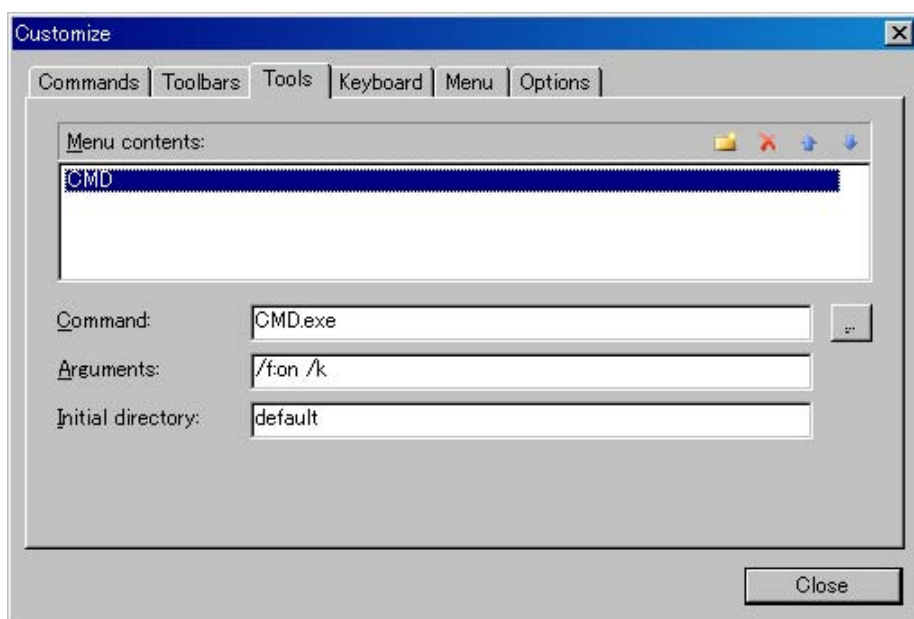 Customize
Commands Toolbars Tools Keyboard Menu Options
Menu contents:
CMD
Command: CMD.exe ...
Arguments: /f:on /k
Initial directory: default
Close